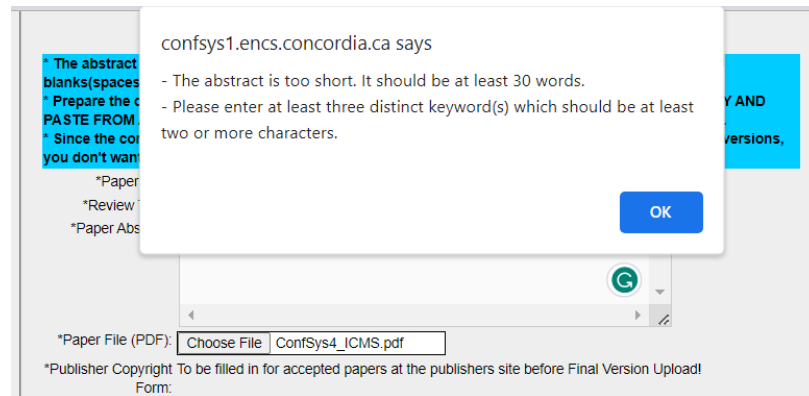 confsys1.encs.concordia.ca says
- The abstract is too short. It should be at least 30 words.
- Please enter at least three distinct keyword(s) which should be at least
two or more characters.
OK
* The abstract
blanks(spaces
* Prepare the
Y AND
PASTE FROM
* Since the
versions,
you don't
*Paper
*Review
*Paper Abs
G
*Paper File (PDF): Choose File ConfSys4_ICMS.pdf
*Publisher Copyright To be filled in for accepted papers at the publishers site before Final Version Upload!
Form: